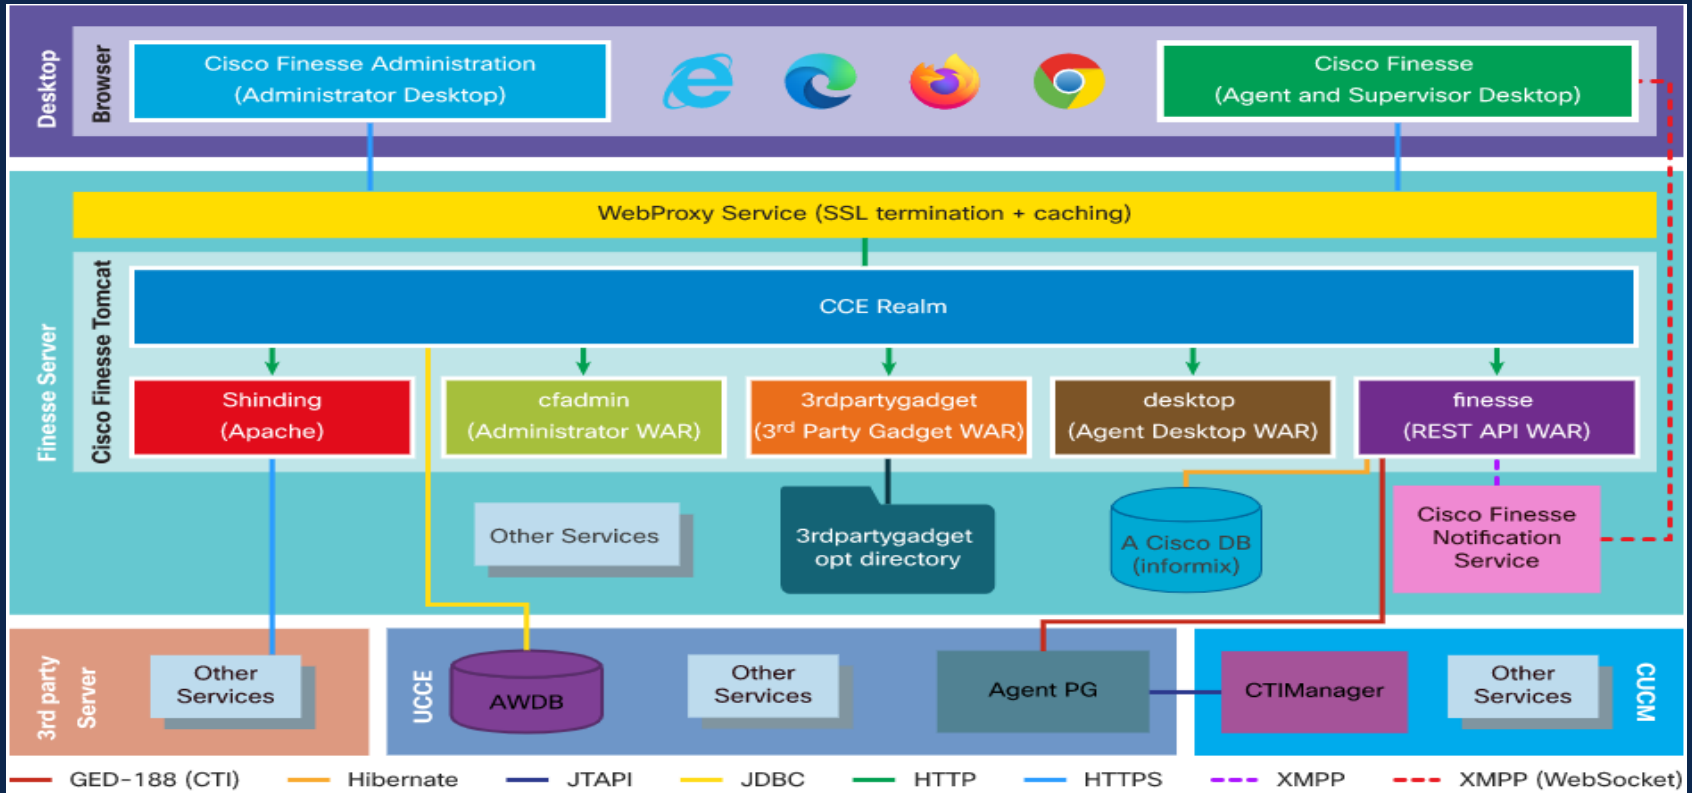 Desktop
Browser
Cisco Finesse Administration
(Administrator Desktop)
Cisco Finesse
(Agent and Supervisor Desktop)
Finesse Server
WebProxy Service (SSL termination + caching)
Cisco Finesse Tomcat
CCE Realm
Shinding
(Apache)
cfadmin
(Administrator WAR)
3rdpartygadget
(3rd Party Gadget WAR)
desktop
(Agent Desktop WAR)
finesse
(REST API WAR)
Other Services
3rdpartygadget
opt directory
A Cisco DB
(informix)
Cisco Finesse
Notification
Service
3rd party
Server
Other
Services
UCCE
AWDB
Other
Services
Agent PG
CTIManager
Other
Services
CUCM
GED-188 (CTI)
Hibernate
JTAPI
JDBC
HTTP
HTTPS
XMPP
XMPP (WebSocket)